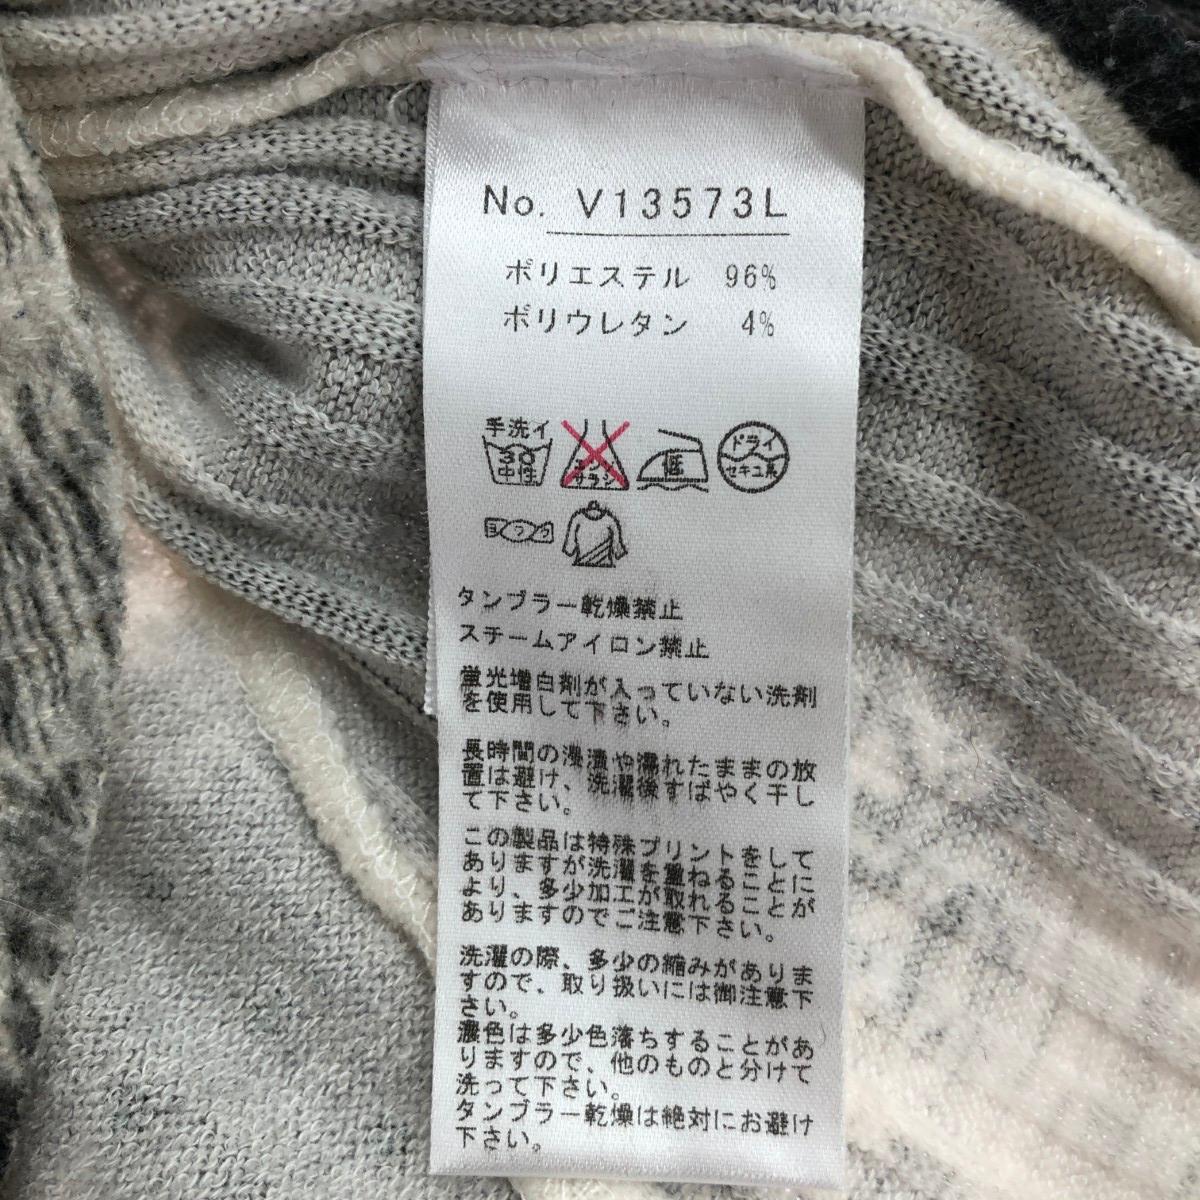 No. V13573L
ポリエステル 96%
ポリウレタン 4%
手洗イ
30
中性
エンソ
サラシ
低
ドライ
セキユ系
ヨワク
タンブラー乾燥禁止
スチームアイロン禁止
蛍光増白剤が入っていない洗剤
を使用して下さい。
長時間の浸漬や濡れたままの放
置は避け、洗濯後すばやく干し
て下さい。
この製品は特殊プリントをして
ありますが洗濯を重ねることに
より、多少加工が取れることが
ありますのでご注意下さい。
洗濯の際、多少の縮みがありま
すので、取り扱いには御注意下
さい。
濃色は多少色落ちすることがあ
りますので、他のものと分けて
洗って下さい。
タンブラー乾燥は絶対にお避け
下さい。